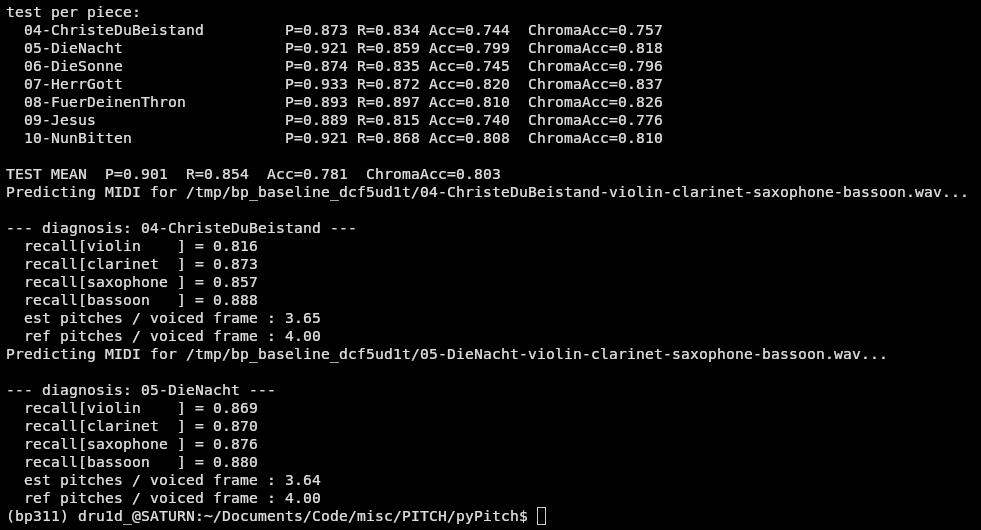 test per piece:
  04-ChristeDuBeistand         P=0.873 R=0.834 Acc=0.744  ChromaAcc=0.757
  05-DieNacht                  P=0.921 R=0.859 Acc=0.799  ChromaAcc=0.818
  06-DieSonne                  P=0.874 R=0.835 Acc=0.745  ChromaAcc=0.796
  07-HerrGott                  P=0.933 R=0.872 Acc=0.820  ChromaAcc=0.837
  08-FuerDeinenThron           P=0.893 R=0.897 Acc=0.810  ChromaAcc=0.826
  09-Jesus                     P=0.889 R=0.815 Acc=0.740  ChromaAcc=0.776
  10-NunBitten                 P=0.921 R=0.868 Acc=0.808  ChromaAcc=0.810

TEST MEAN  P=0.901  R=0.854  Acc=0.781  ChromaAcc=0.803
Predicting MIDI for /tmp/bp_baseline_dcf5ud1t/04-ChristeDuBeistand-violin-clarinet-saxophone-bassoon.wav...

--- diagnosis: 04-ChristeDuBeistand ---
  recall[violin    ] = 0.816
  recall[clarinet  ] = 0.873
  recall[saxophone ] = 0.857
  recall[bassoon   ] = 0.888
  est pitches / voiced frame : 3.65
  ref pitches / voiced frame : 4.00
Predicting MIDI for /tmp/bp_baseline_dcf5ud1t/05-DieNacht-violin-clarinet-saxophone-bassoon.wav...

--- diagnosis: 05-DieNacht ---
  recall[violin    ] = 0.869
  recall[clarinet  ] = 0.870
  recall[saxophone ] = 0.876
  recall[bassoon   ] = 0.880
  est pitches / voiced frame : 3.64
  ref pitches / voiced frame : 4.00
(bp311) dru1d_@SATURN:~/Documents/Code/misc/PITCH/pyPitch$